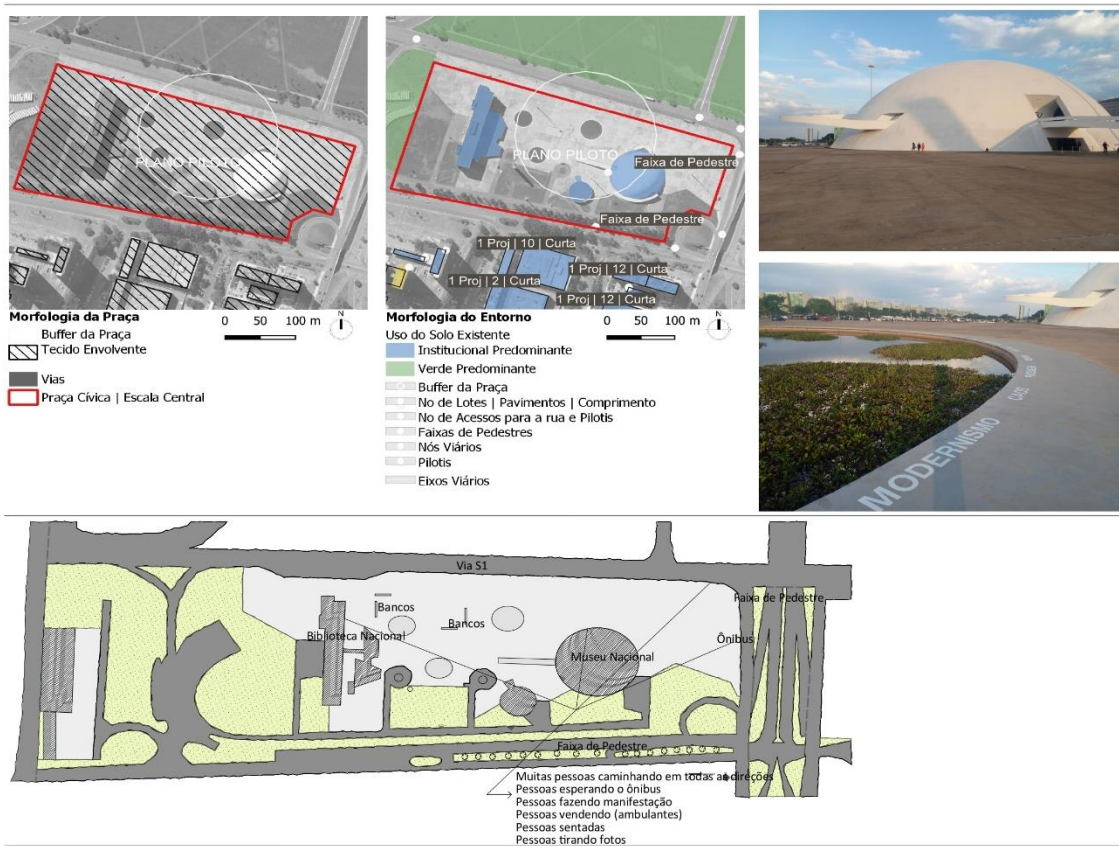 PLANO PILOTO
Morfologia da Praça
Buffer da Praça
Tecido Envolvente
Vias
Praça Cívica | Escala Central
0 50 100 m
N
PLANO PILOTO
Faixa de Pedestre
Faixa de Pedestre
1 Proj | 10 | Curta
1 Proj | 2 | Curta
1 Proj | 12 | Curta
1 Proj | 12 | Curta
Morfologia do Entorno
Uso do Solo Existente
Institucional Predominante
Verde Predominante
Buffer da Praça
No de Lotes | Pavimentos | Comprimento
No de Acessos para a rua e Pilotis
Faixas de Pedestres
Nós Viários
Pilotis
Eixos Viários
0 50 100 m
N
MODERNISMO
CAOS
Via S1
Faixa de Pedestre
Bancos
Bancos
Biblioteca Nacional
Museu Nacional
Ônibus
Faixa de Pedestre
Muitas pessoas caminhando em todas as direções
Pessoas esperando o ônibus
Pessoas fazendo manifestação
Pessoas vendendo (ambulantes)
Pessoas sentadas
Pessoas tirando fotos